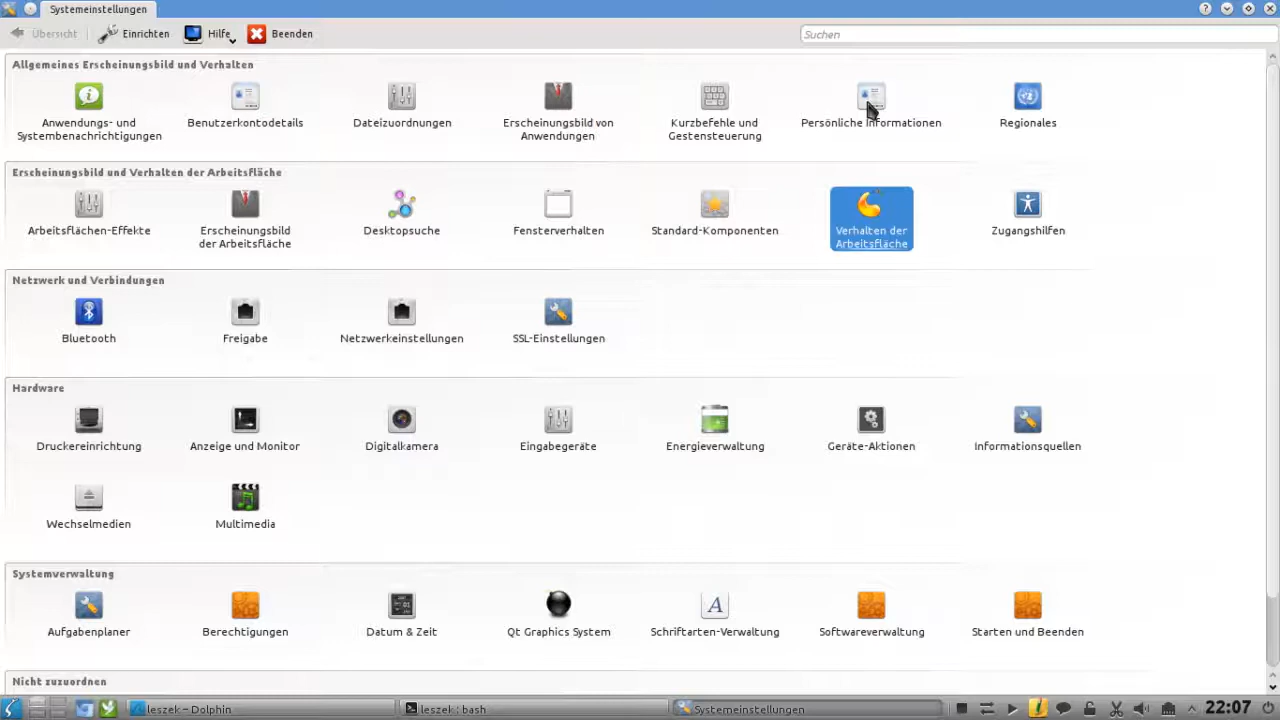 Systemeinstellungen
Übersicht Einrichten Hilfe Beenden Suchen
Allgemeines Erscheinungsbild und Verhalten
Anwendungs- und
Systembenachrichtigungen
Benutzerkontodetails
Dateizuordnungen
Erscheinungsbild von
Anwendungen
Kurzbefehle und
Gestensteuerung
Persönliche Informationen
Regionales
Erscheinungsbild und Verhalten der Arbeitsfläche
Arbeitsflächen-Effekte
Erscheinungsbild
der Arbeitsfläche
Desktopsuche
Fensterverhalten
Standard-Komponenten
Verhalten der
Arbeitsfläche
Zugangshilfen
Netzwerk und Verbindungen
Bluetooth
Freigabe
Netzwerkeinstellungen
SSL-Einstellungen
Hardware
Druckereinrichtung
Anzeige und Monitor
Digitalkamera
Eingabegeräte
Energieverwaltung
Geräte-Aktionen
Informationsquellen
Wechselmedien
Multimedia
Systemverwaltung
Aufgabenplaner
Berechtigungen
Datum & Zeit
Qt Graphics System
Schriftarten-Verwaltung
Softwareverwaltung
Starten und Beenden
Nicht zuzuordnen
leszek – Dolphin
leszek : bash
Systemeinstellungen
22:07